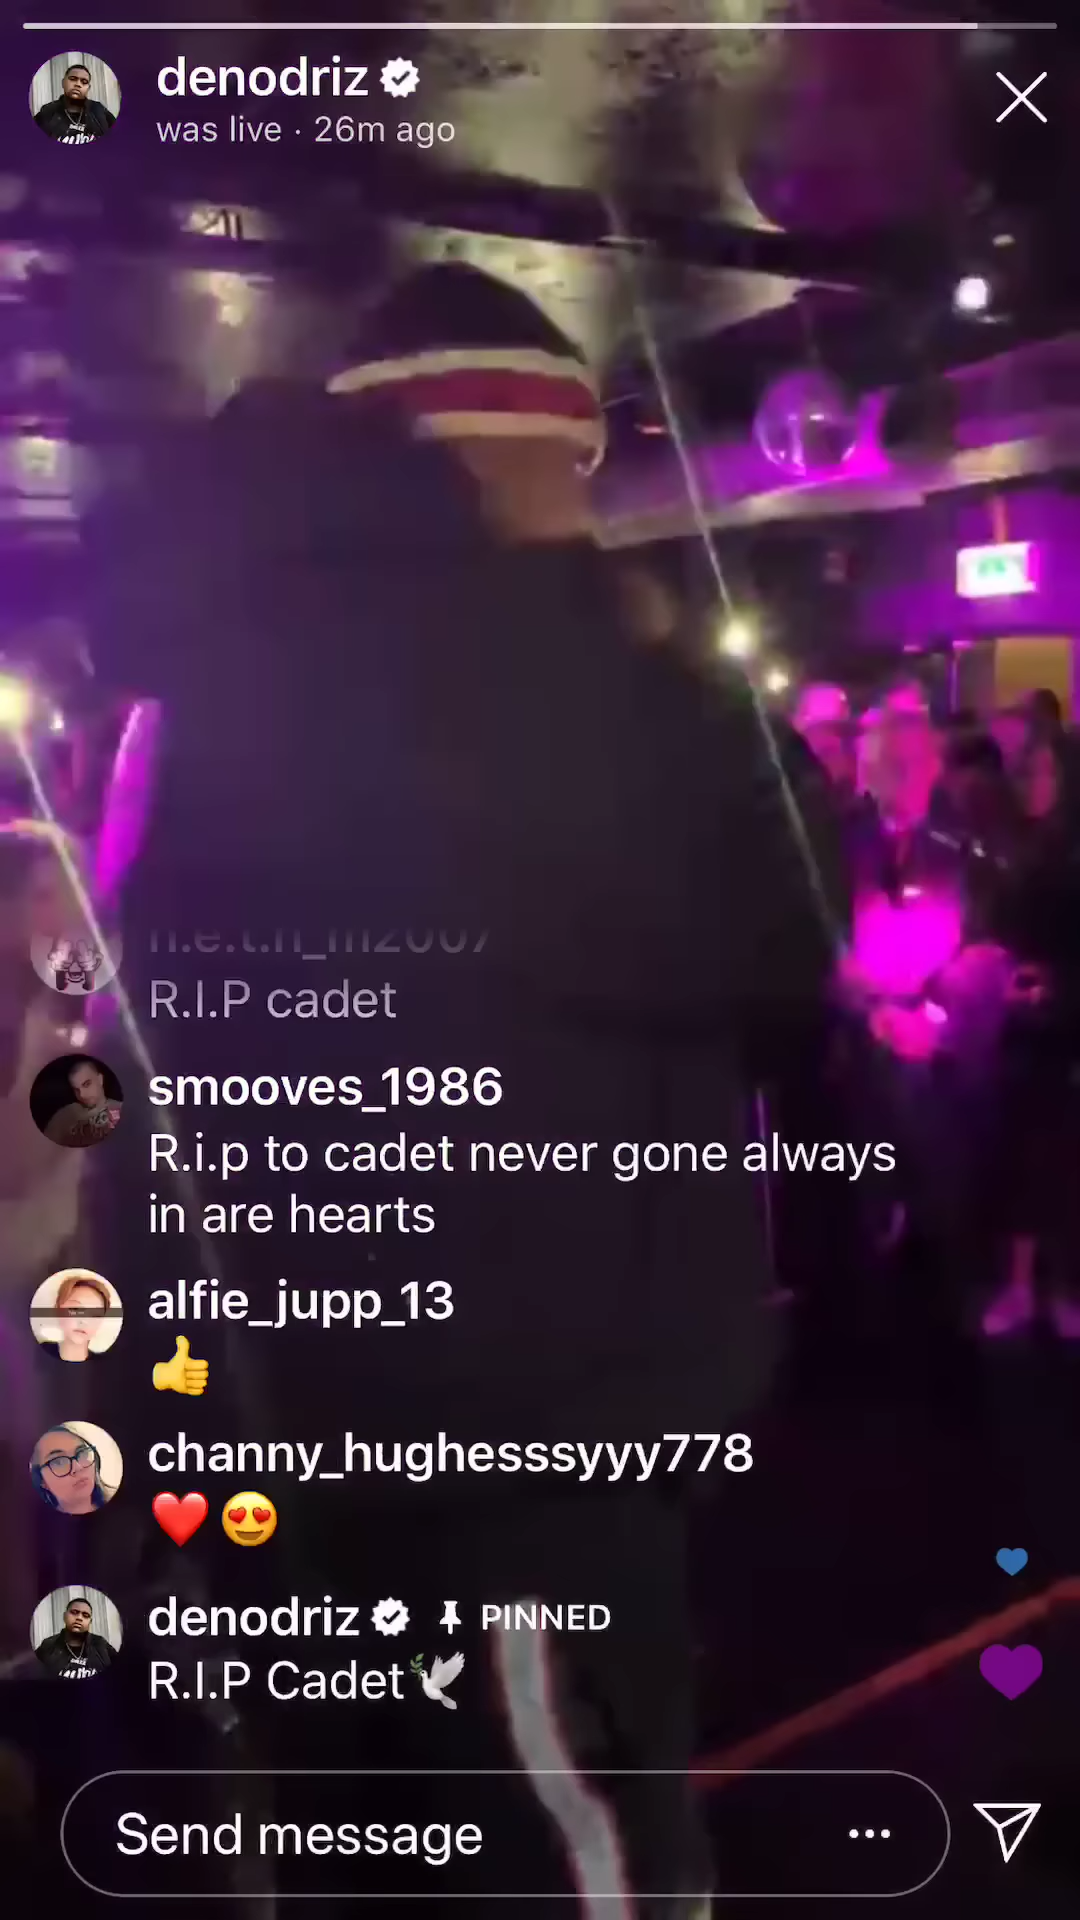 denodriz
was live · 26m ago
R.I.P cadet
smooves_1986
R.i.p to cadet never gone always
in are hearts
alfie_jupp_13
👍
channy_hughesssyyy778
❤️😍
denodriz PINNED
R.I.P Cadet🕊️
Send message